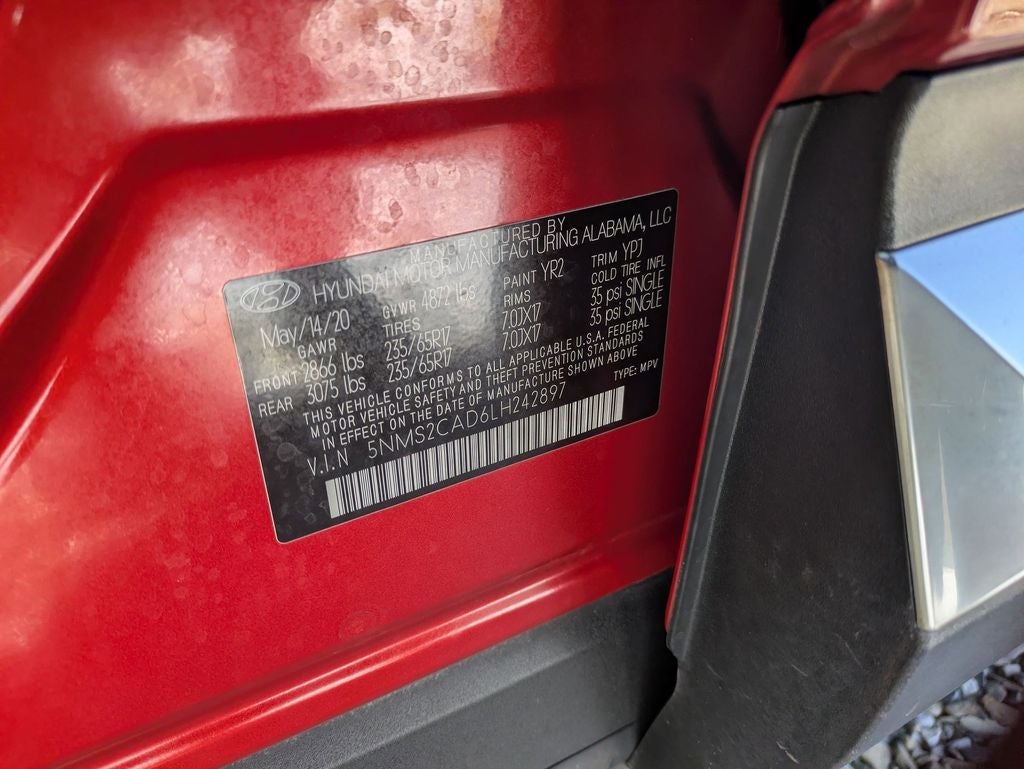 MANUFACTURED BY
HYUNDAI MOTOR MANUFACTURING ALABAMA, LLC
May/14/20 GVWR 4872 lbs PAINT YR2 TRIM YPJ
GAWR TIRES RIMS COLD TIRE INFL
FRONT 2866 lbs 235/65R17 7.0JX17 35 psi SINGLE
REAR 3075 lbs 235/65R17 7.0JX17 35 psi SINGLE
THIS VEHICLE CONFORMS TO ALL APPLICABLE U.S.A. FEDERAL
MOTOR VEHICLE SAFETY AND THEFT PREVENTION STANDARDS
IN EFFECT ON THE DATE OF MANUFACTURE SHOWN ABOVE
V.I.N 5NMS2CAD6LH242897 TYPE: MPV